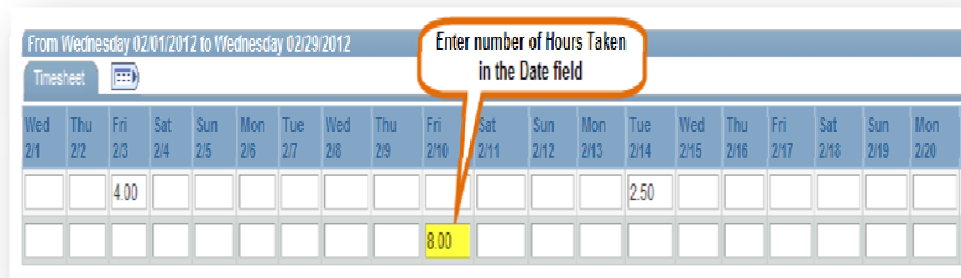 From Wednesday 02/01/2012 to Wednesday 02/29/2012
Enter number of Hours Taken
in the Date field
Timesheet
Wed Thu Fri Sat Sun Mon Tue Wed Thu Fri Sat Sun Mon Tue Wed Thu Fri Sat Sun Mon
2/1 2/2 2/3 2/4 2/5 2/6 2/7 2/8 2/9 2/10 2/11 2/12 2/13 2/14 2/15 2/16 2/17 2/18 2/19 2/20
4.00 2.50
8.00